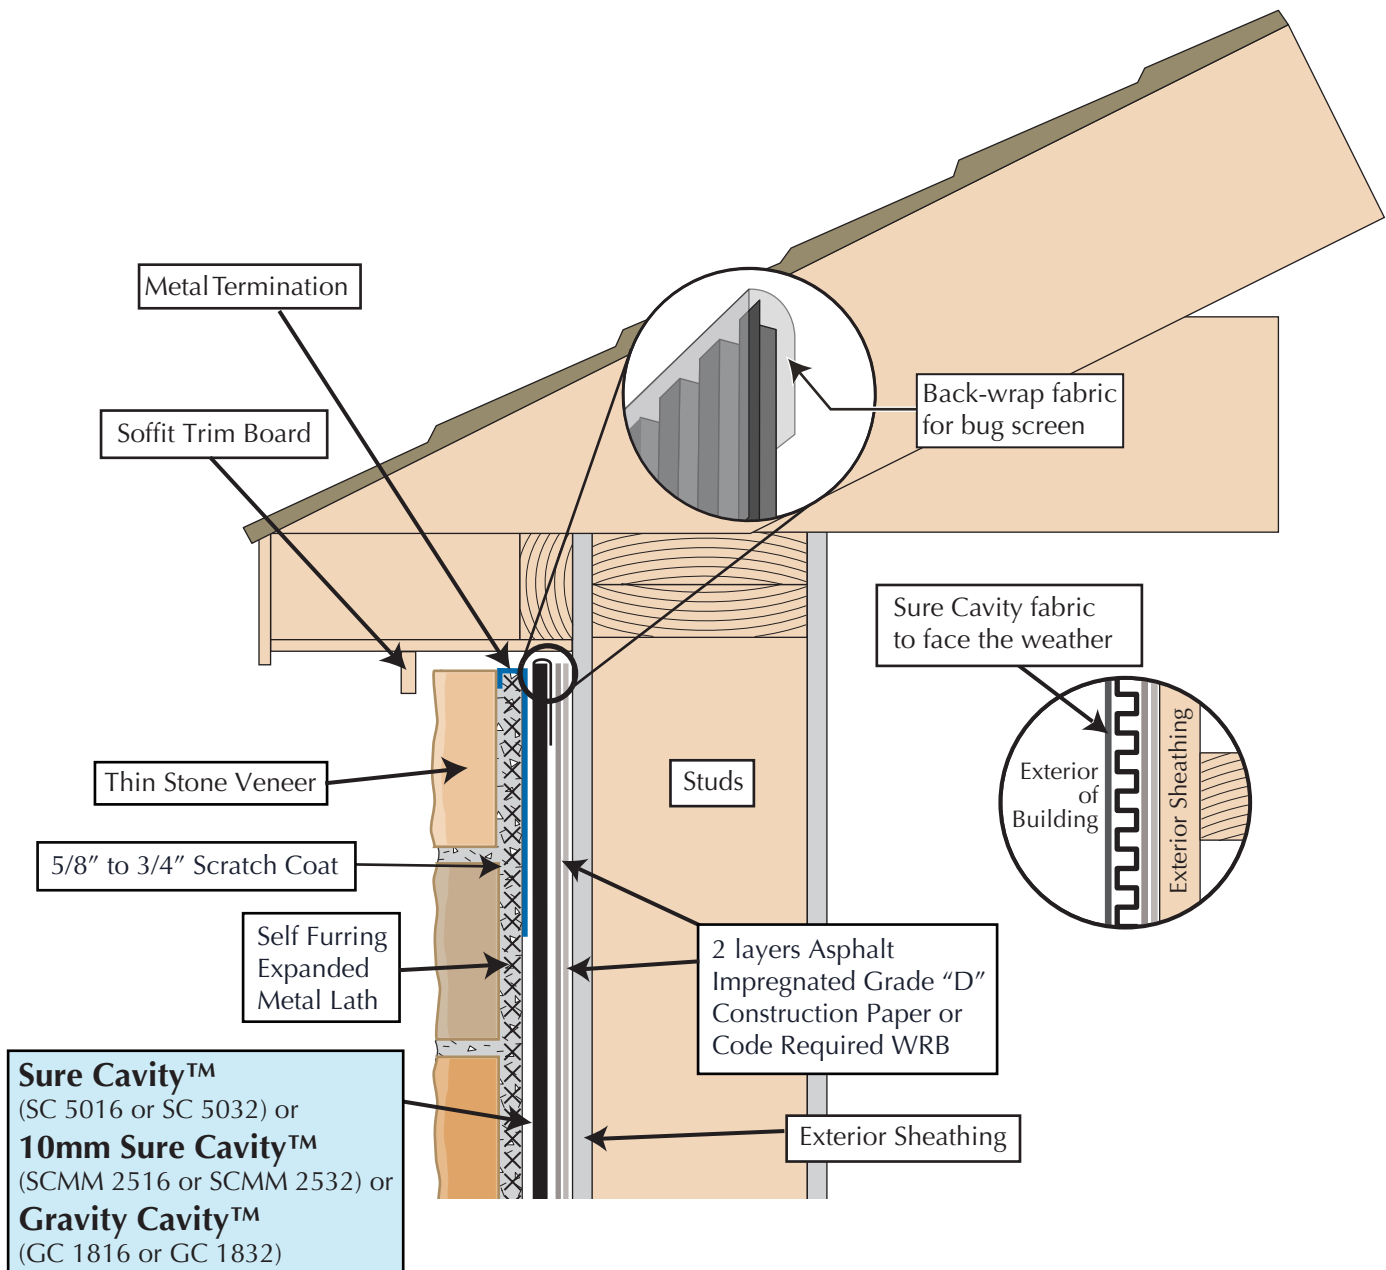 Metal Termination
Soffit Trim Board
Back-wrap fabric
for bug screen
Sure Cavity fabric
to face the weather
Thin Stone Veneer
Studs
Exterior
of
Building
Exterior Sheathing
5/8” to 3/4” Scratch Coat
Self Furring
Expanded
Metal Lath
2 layers Asphalt
Impregnated Grade “D”
Construction Paper or
Code Required WRB
Sure Cavity™
(SC 5016 or SC 5032) or
10mm Sure Cavity™
(SCMM 2516 or SCMM 2532) or
Gravity Cavity™
(GC 1816 or GC 1832)
Exterior Sheathing